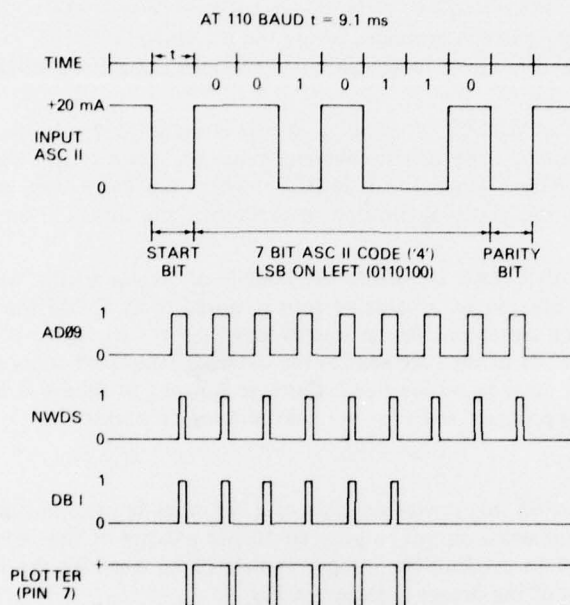 AT 110 BAUD t = 9.1 ms
TIME
t
0 0 1 0 1 1 0
+20 mA
INPUT
ASC II
0
START
BIT
7 BIT ASC II CODE ('4')
LSB ON LEFT (0110100)
PARITY
BIT
1
ADØ9
0
1
NWDS
0
1
DB I
0
PLOTTER
(PIN 7)
+